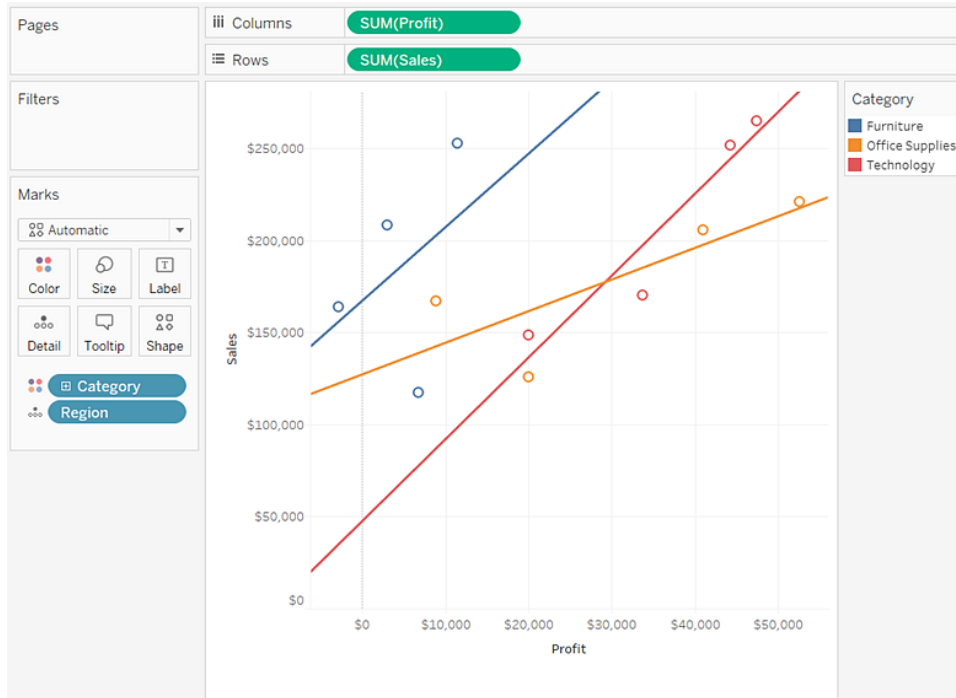 Pages
Columns
SUM(Profit)
Rows
SUM(Sales)
Filters
Marks
Automatic
Color
Size
Label
Detail
Tooltip
Shape
Category
Region
Sales
$250,000
$200,000
$150,000
$100,000
$50,000
$0
$0
$10,000
$20,000
$30,000
$40,000
$50,000
Profit
Category
Furniture
Office Supplies
Technology